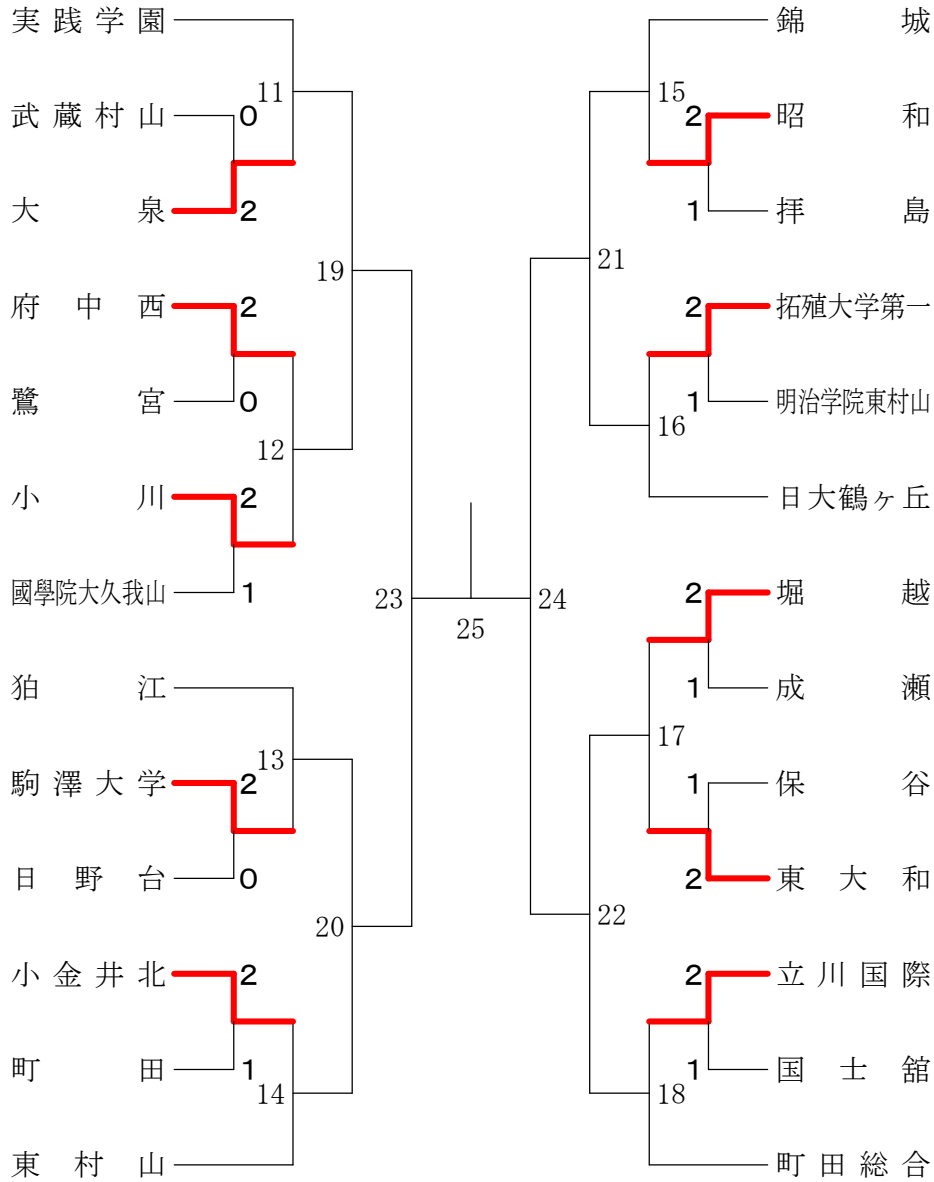 実践学園
11
武蔵村山
0
大泉
2
19
府中西
2
鷺宮
0
12
小川
2
國學院大久我山
1
23
狛江
13
駒澤大学
2
日野台
0
20
小金井北
2
町田
1
14
東村山
25
錦城
15
2
昭和
1
拝島
21
2
拓殖大学第一
1
明治学院東村山
16
日大鶴ヶ丘
24
2
堀越
1
成瀬
17
1
保谷
2
東大和
22
2
立川国際
1
国士舘
18
町田総合